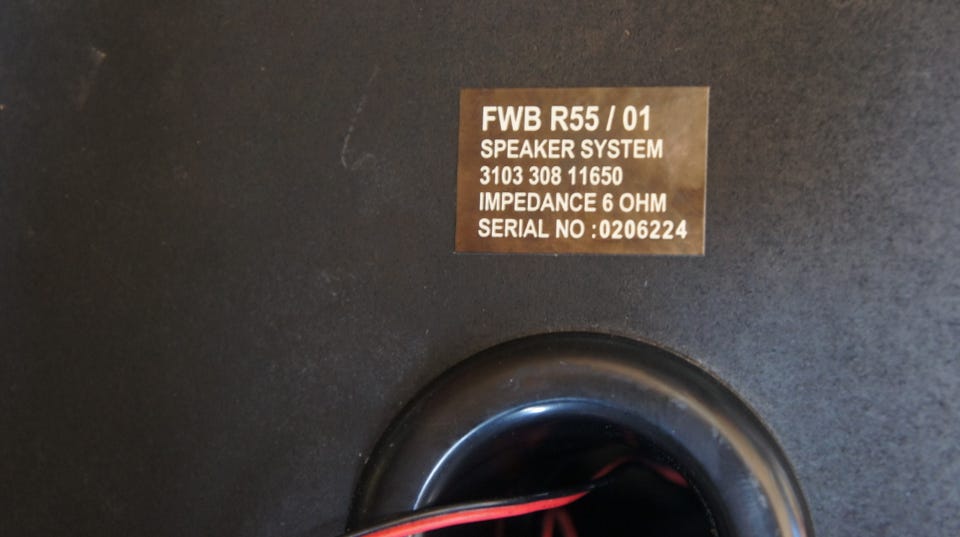 FWB R55 / 01
SPEAKER SYSTEM
3103 308 11650
IMPEDANCE 6 OHM
SERIAL NO :0206224